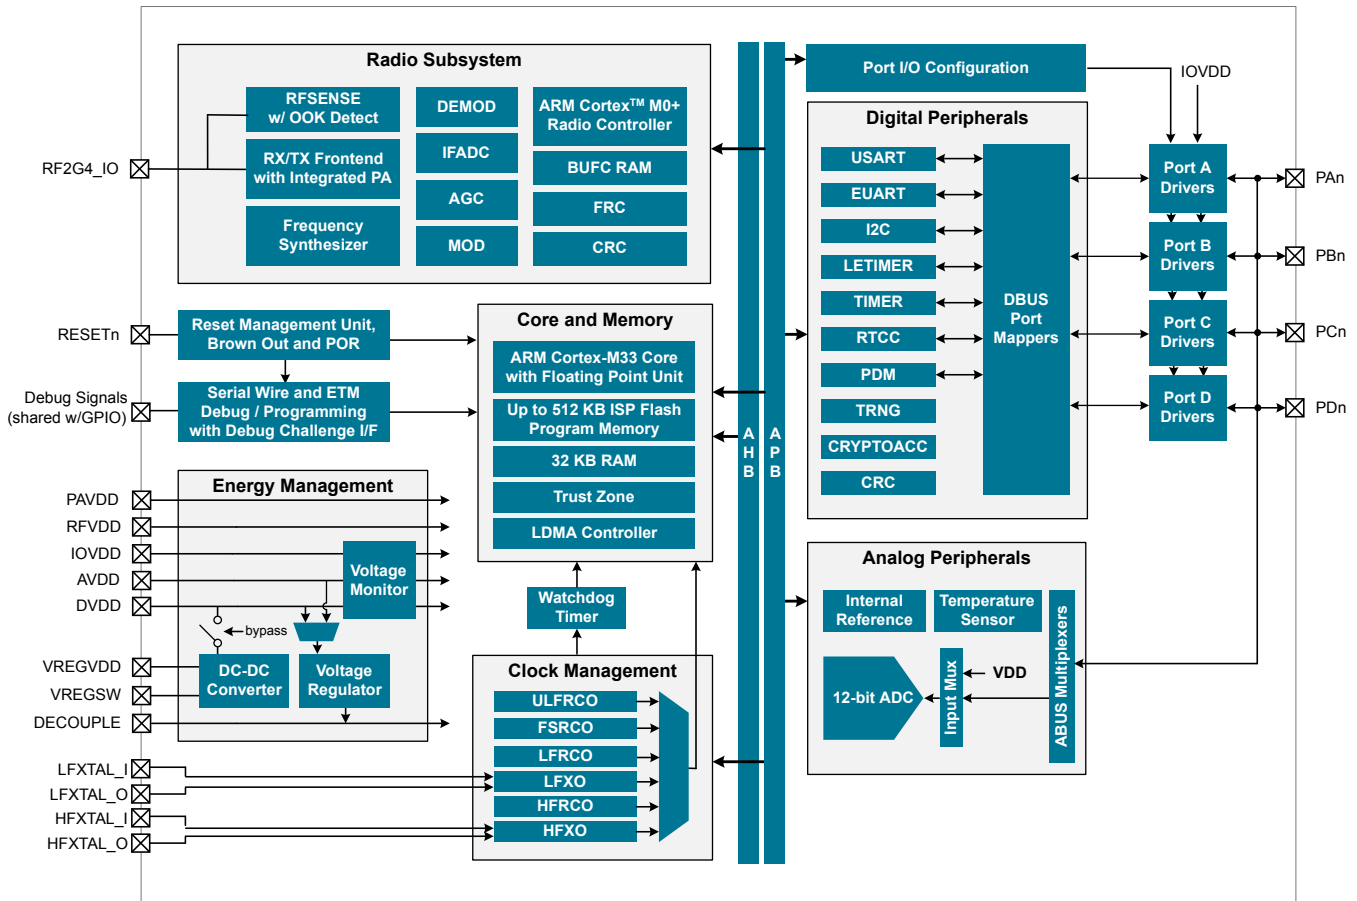 Radio Subsystem
RFSENSE
w/ OOK Detect
RX/TX Frontend
with Integrated PA
Frequency
Synthesizer
DEMOD
IFADC
AGC
MOD
ARM Cortex™ M0+
Radio Controller
BUFC RAM
FRC
CRC
RF2G4_IO
RESETn
Reset Management Unit,
Brown Out and POR
Debug Signals
(shared w/GPIO)
Serial Wire and ETM
Debug / Programming
with Debug Challenge I/F
Core and Memory
ARM Cortex-M33 Core
with Floating Point Unit
Up to 512 KB ISP Flash
Program Memory
32 KB RAM
Trust Zone
LDMA Controller
Energy Management
PAVDD
RFVDD
IOVDD
AVDD
DVDD
VREGVDD
VREGSW
DECOUPLE
Voltage
Monitor
bypass
DC-DC
Converter
Voltage
Regulator
Watchdog
Timer
Clock Management
ULFRCO
FSRCO
LFRCO
LFXO
HFRCO
HFXO
LFXTAL_I
LFXTAL_O
HFXTAL_I
HFXTAL_O
A
H
B
A
P
B
Port I/O Configuration
IOVDD
Digital Peripherals
USART
EUART
I2C
LETIMER
TIMER
RTCC
PDM
TRNG
CRYPTOACC
CRC
DBUS
Port
Mappers
Port A
Drivers
Port B
Drivers
Port C
Drivers
Port D
Drivers
PAn
PBn
PCn
PDn
Analog Peripherals
Internal
Reference
Temperature
Sensor
12-bit ADC
Input Mux
VDD
ABUS Multiplexers